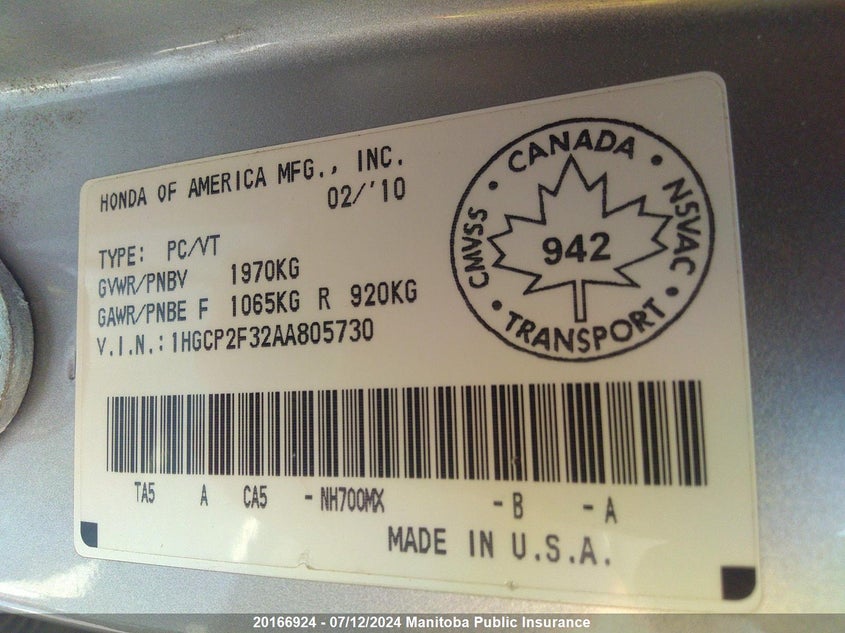 HONDA OF AMERICA MFG., INC.
02/'10
TYPE: PC/VT
GVWR/PNBV 1970KG
GAWR/PNBE F 1065KG R 920KG
V.I.N.: 1HGCP2F32AA805730
CANADA
CMVSS
NSVAC
942
TRANSPORT
TA5 A CA5 - NH700MX - B - A
MADE IN U.S.A.
20166924 - 07/12/2024 Manitoba Public Insurance